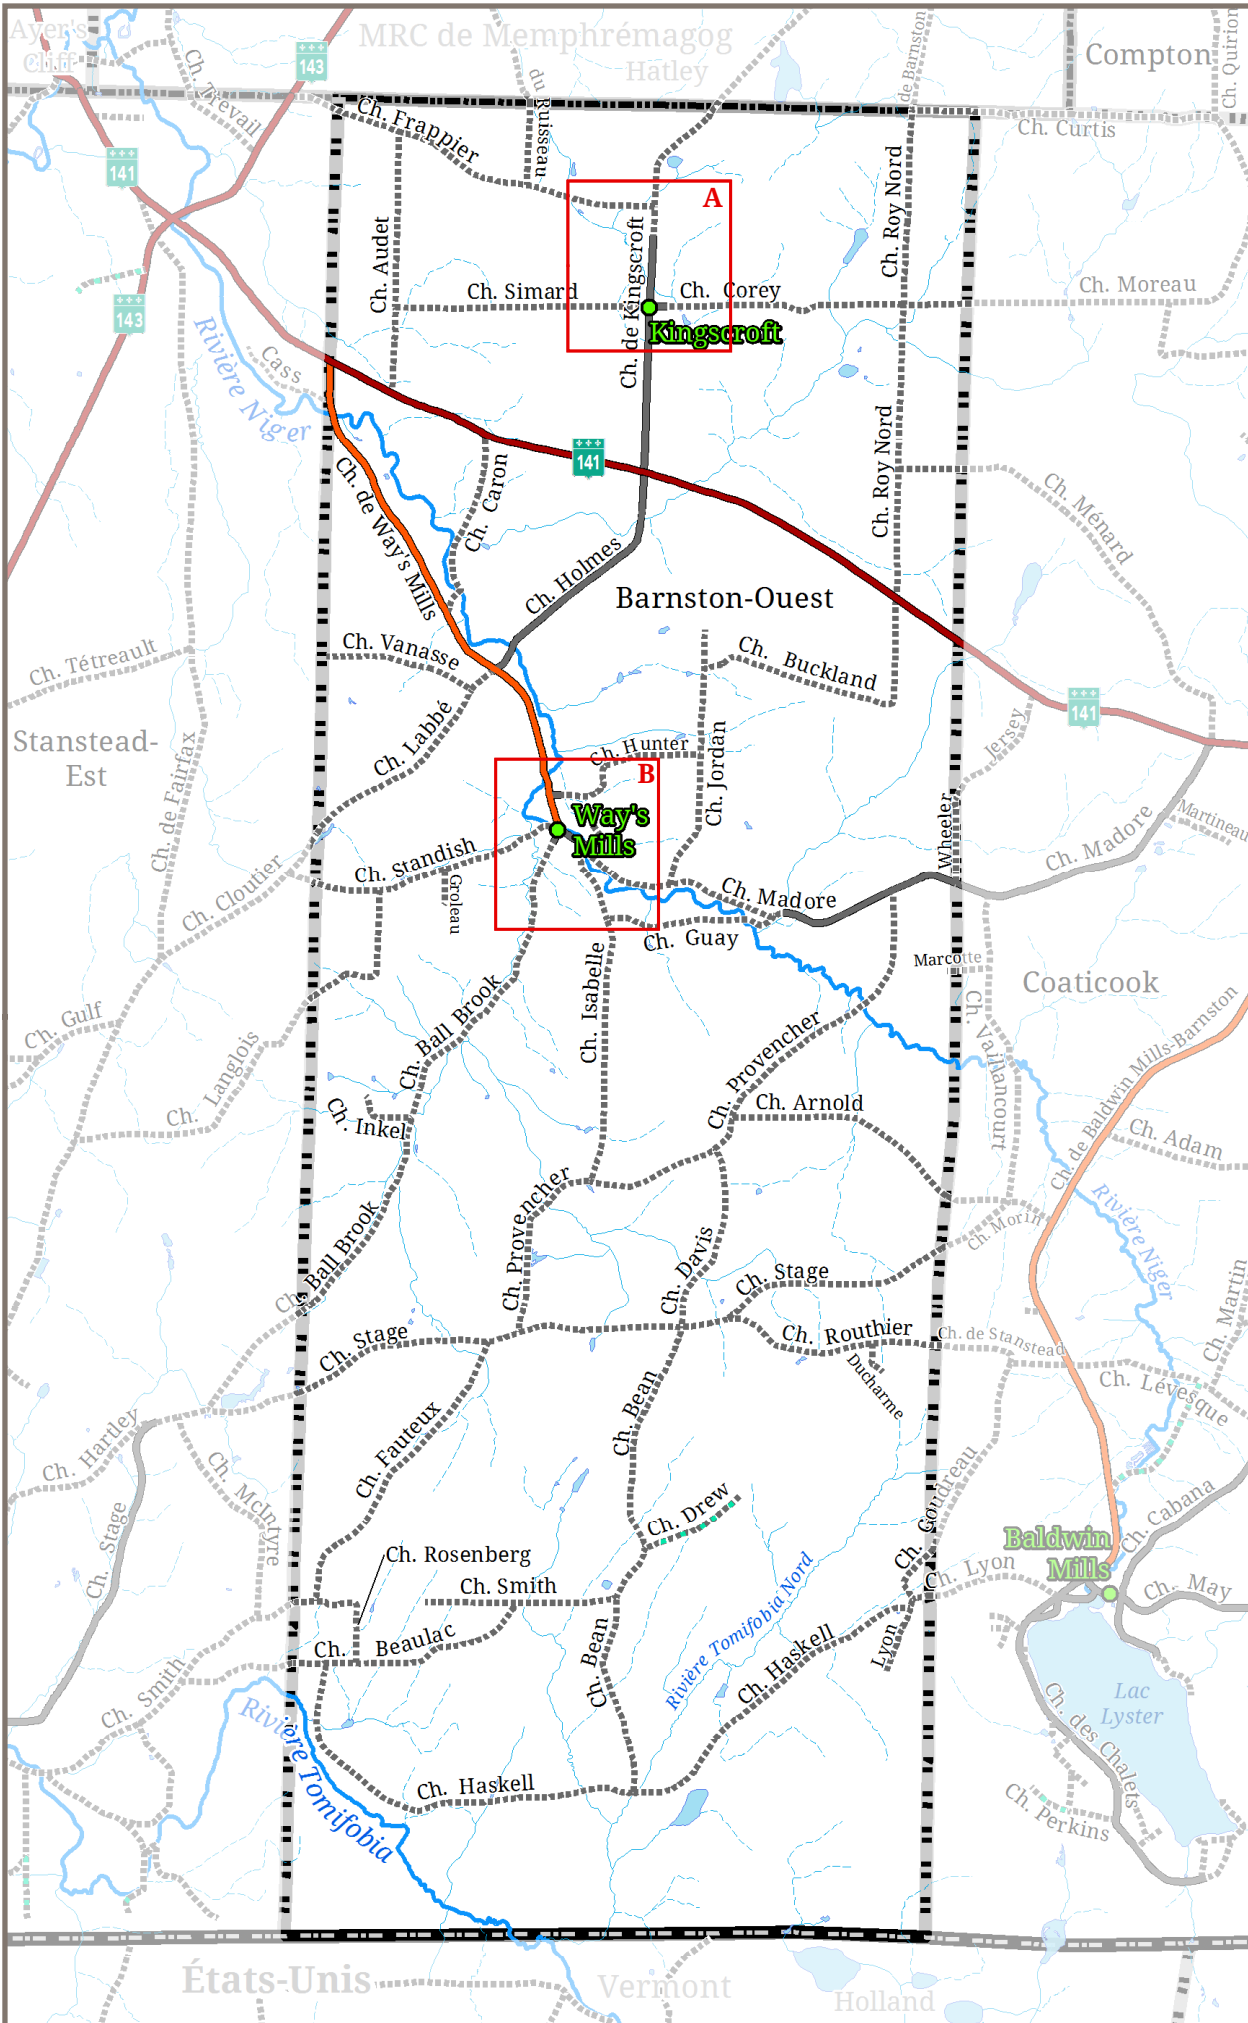 Ayer's
Cliff
MRC de Memphrémagog
Hatley
Compton
143
Ch. Trevail
du Ruisseau
de Barnston
Ch. Quirion
Ch. Frappier
Ch. Curtis
141
A
Ch. Audet
Ch. de Kingscroft
Ch. Roy Nord
Ch. Simard
Ch. Corey
Ch. Moreau
Kingscroft
143
Rivière Niger
Cass
141
Ch. Roy Nord
Ch. Caron
Ch. de Way's Mills
Ch. Ménard
Ch. Holmes
Barnston-Ouest
Ch. Vanasse
Ch. Buckland
Ch. Tétreault
141
Jersey
Stanstead-
Est
Ch. Labbé
Ch. de Fairfax
Ch. Hunter
Ch. Jordan
B
Way's
Mills
Wheeler
Martineau
Ch. Madore
Ch. Standish
Groleau
Ch. Cloutier
Ch. Madore
Ch. Guay
Marcotte
Coaticook
Ch. Isabelle
Ch. Ball Brook
Ch. Gulf
Ch. Langlois
Ch. Provencher
Ch. Vaillancourt
Ch. de Baldwin Mills-Barnston
Ch. Inkel
Ch. Arnold
Ch. Adam
Ch. Provencher
Ch. Ball Brook
Ch. Davis
Ch. Morin
Rivière Niger
Ch. Stage
Ch. Martin
Ch. Stage
Ch. Routhier
Ch. de Stanstead
Ducharme
Ch. Lévesque
Ch. Bean
Ch. Fauteux
Ch. Hartley
Ch. McIntyre
Ch. Stage
Ch. Drew
Ch. Goudreau
Ch. Cabana
Baldwin
Mills
Ch. Rosenberg
Ch. Smith
Ch. Lyon
Ch. May
Rivière Tomifobia Nord
Ch. Beaulac
Ch. Bean
Ch. Haskell
Lyon
Ch. Smith
Lac
Lyster
Ch. des Chalets
Rivière Tomifobia
Ch. Haskell
Ch. Perkins
États-Unis
Vermont
Holland